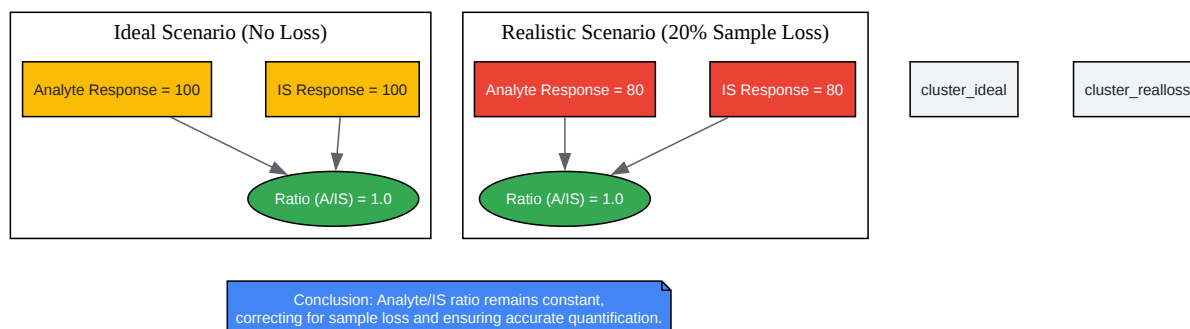 Ideal Scenario (No Loss)
Analyte Response = 100
IS Response = 100
Ratio (A/IS) = 1.0
Realistic Scenario (20% Sample Loss)
Analyte Response = 80
IS Response = 80
Ratio (A/IS) = 1.0
cluster_ideal
cluster_realloss
Conclusion: Analyte/IS ratio remains constant,
correcting for sample loss and ensuring accurate quantification.